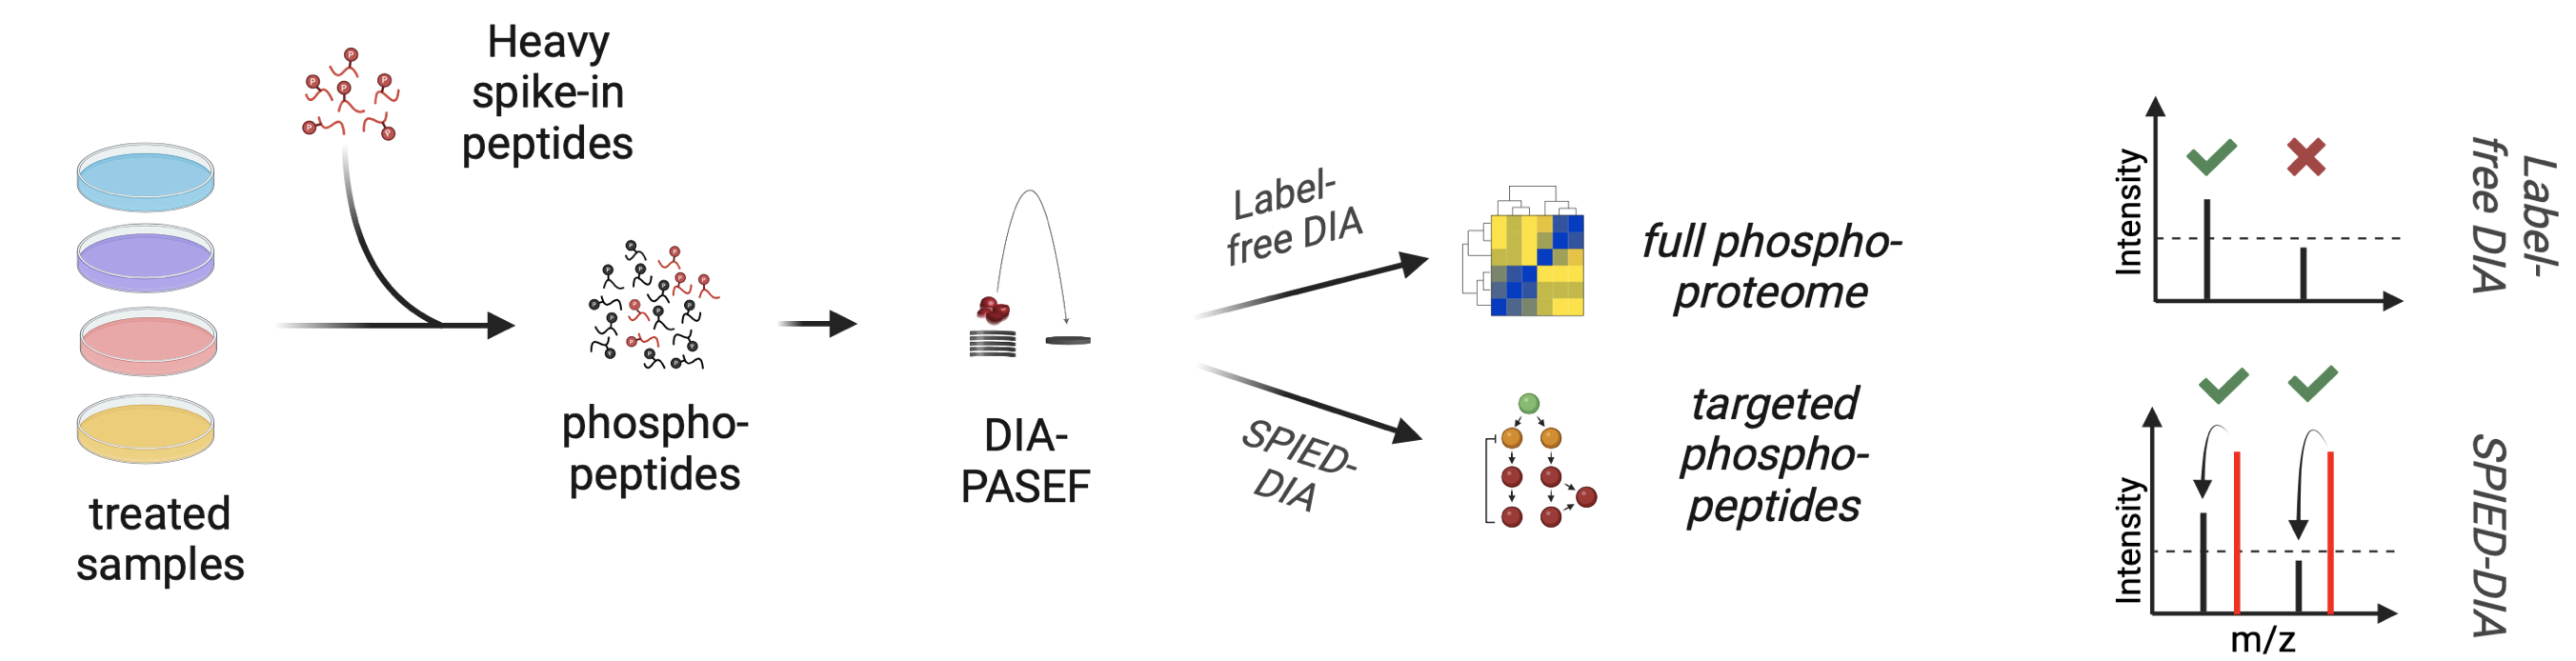 Heavy
spike-in
peptides
treated
samples
phospho-
peptides
DIA-
PASEF
Label-
free DIA
SPIED-
DIA
full phospho-
proteome
targeted
phospho-
peptides
Intensity
Label-
free DIA
Intensity
m/z
SPIED-DIA